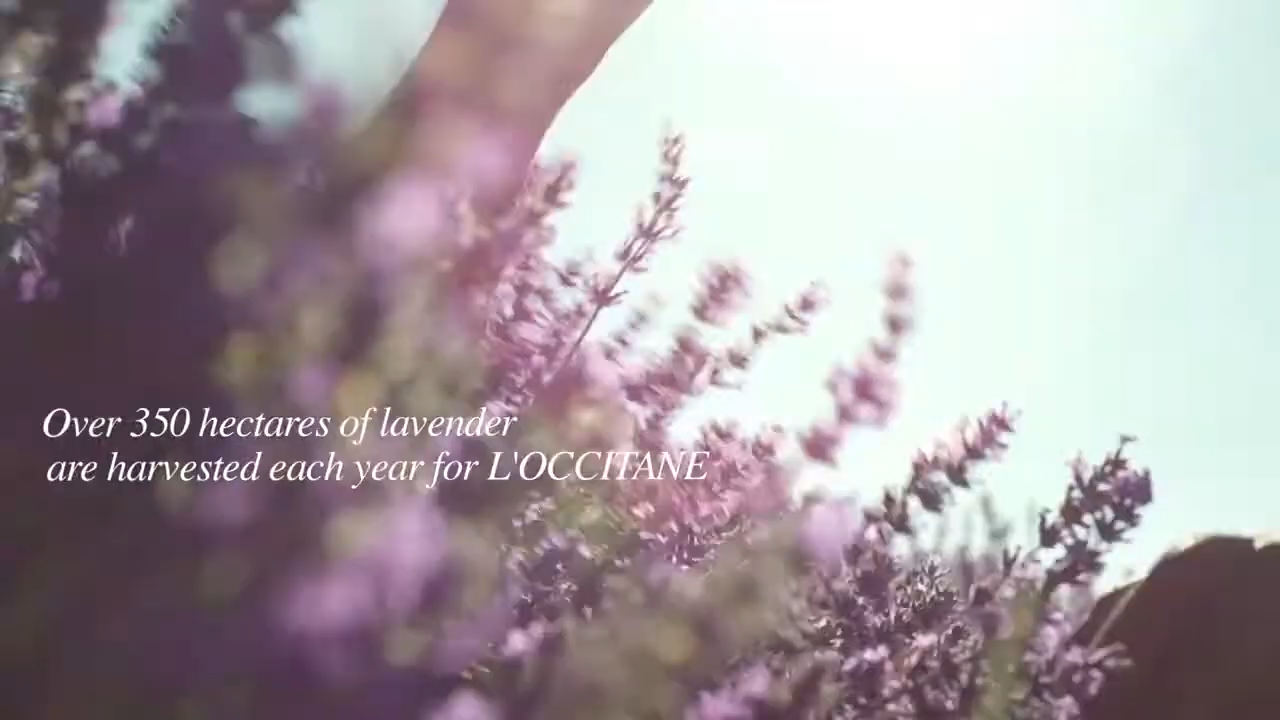 Over 350 hectares of lavender
are harvested each year for L'OCCITANE